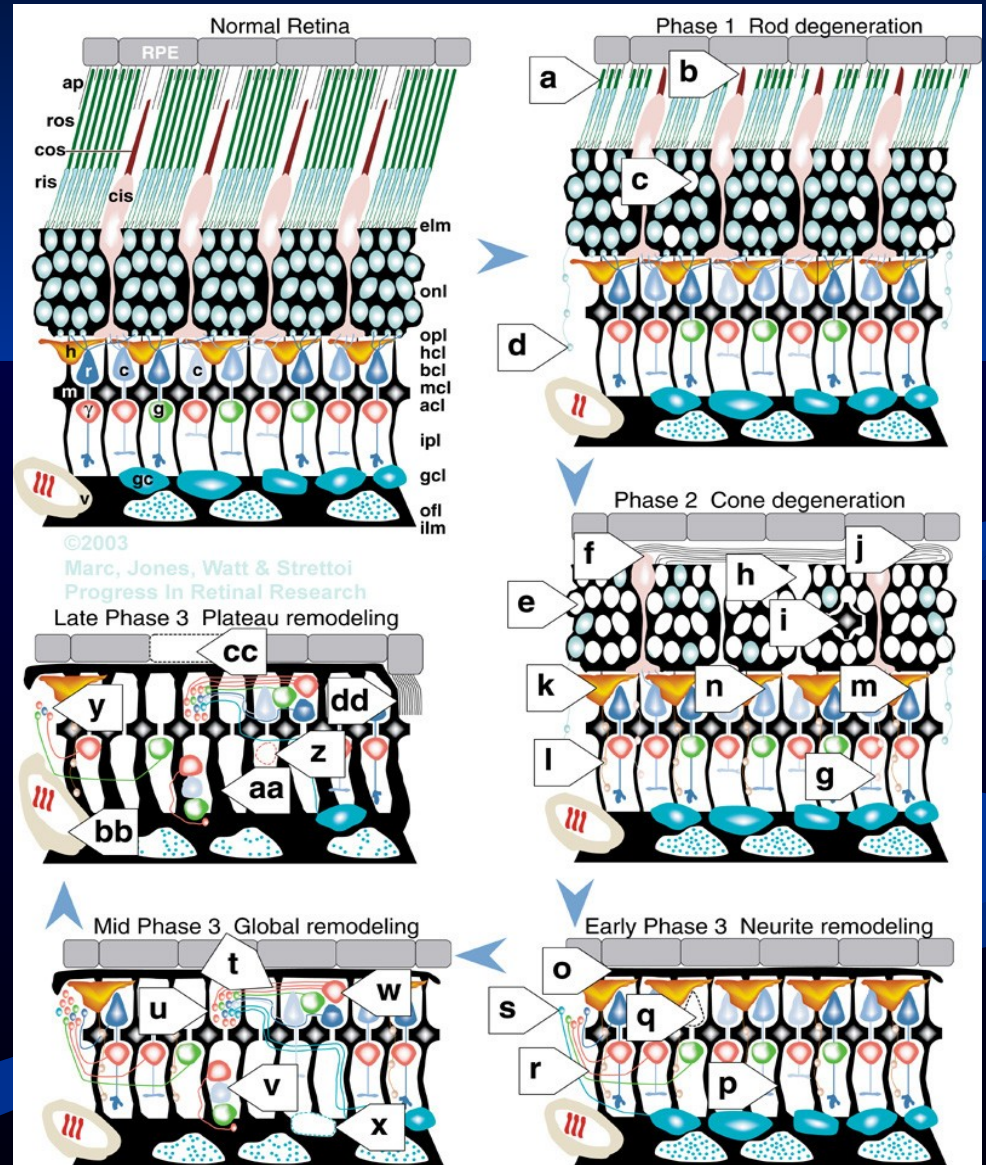 Normal Retina
RPE
ap
ros
cos
ris
cis
elm
onl
opl
h
hcl
r
c
c
bcl
m
mcl
γ
g
acl
ipl
gc
gcl
v
ofl
ilm
©2003
Marc, Jones, Watt & Strettoi
Progress In Retinal Research
Phase 1 Rod degeneration
a
b
c
d
Phase 2 Cone degeneration
f
j
h
e
i
k
n
m
l
g
Early Phase 3 Neurite remodeling
o
s
q
r
p
Mid Phase 3 Global remodeling
t
u
w
v
x
Late Phase 3 Plateau remodeling
cc
y
dd
z
aa
bb